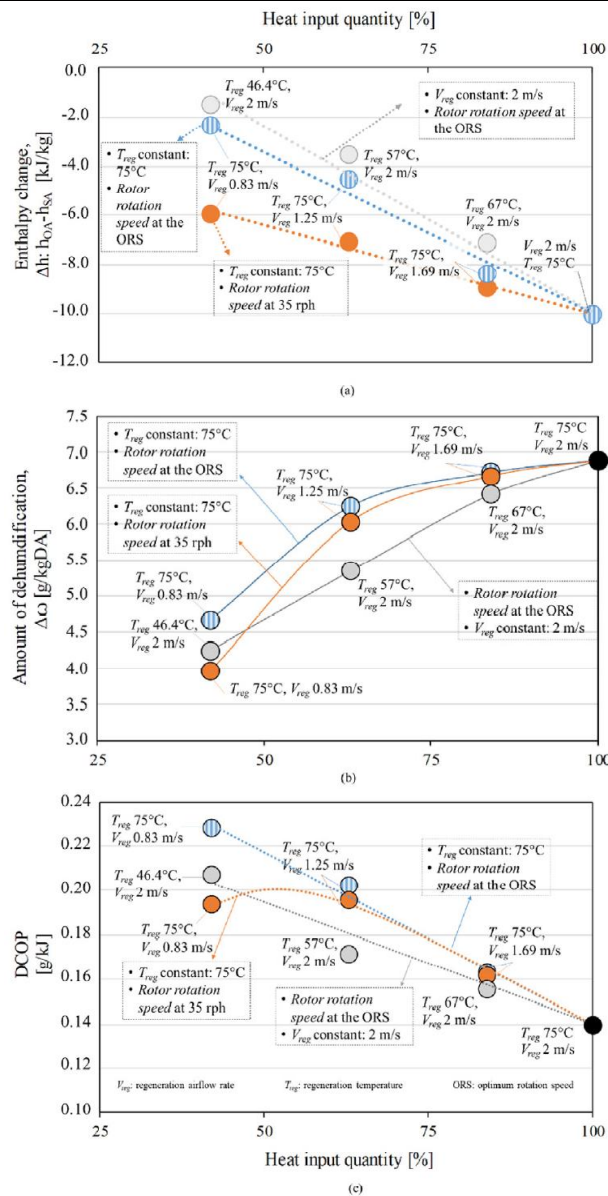 Heat input quantity [%]
25 50 75 100
0.0
-2.0
-4.0
-6.0
-8.0
-10.0
-12.0
Enthalpy change,
Δh: hOA-hSA [kJ/kg]
Treg 46.4°C,
Vreg 2 m/s
• Vreg constant: 2 m/s
• Rotor rotation speed at
the ORS
• Treg constant:
75°C
• Rotor
rotation
speed at
the ORS
Treg 75°C,
Vreg 0.83 m/s
Treg 57°C
Vreg 2 m/s
Treg 75°C,
Vreg 1.25 m/s
Treg 67°C
Vreg 2 m/s
Treg 75°C,
Vreg 1.69 m/s
Vreg 2 m/s
Treg 75°C
• Treg constant: 75°C
• Rotor rotation
speed at 35 rph
(a)
7.5
7.0
6.5
6.0
5.5
5.0
4.5
4.0
3.5
3.0
Amount of dehumdification,
Δω [g/kgDA]
• Treg constant: 75°C
• Rotor rotation
speed at the ORS
Treg 75°C,
Vreg 1.25 m/s
Treg 75°C,
Vreg 1.69 m/s
Treg 75°C
Vreg 2 m/s
• Treg constant: 75°C
• Rotor rotation
speed at 35 rph
Treg 67°C
Vreg 2 m/s
Treg 75°C,
Vreg 0.83 m/s
Treg 57°C
Vreg 2 m/s
Treg 46.4°C,
Vreg 2 m/s
• Rotor rotation
speed at the ORS
• Vreg constant: 2 m/s
Treg 75°C, Vreg 0.83 m/s
25 50 75 100
(b)
0.24
0.22
0.20
0.18
0.16
0.14
0.12
0.10
DCOP
[g/kJ]
Treg 75°C,
Vreg 0.83 m/s
Treg 75°C,
Vreg 1.25 m/s
• Treg constant: 75°C
• Rotor rotation
speed at the ORS
Treg 46.4°C,
Vreg 2 m/s
Treg 75°C,
Vreg 0.83 m/s
Treg 57°C
Vreg 2 m/s
Treg 75°C,
Vreg 1.69 m/s
• Treg constant: 75°C
• Rotor rotation
speed at 35 rph
• Rotor rotation
speed at the ORS
• Vreg constant: 2 m/s
Treg 67°C
Vreg 2 m/s
Treg 75°C
Vreg 2 m/s
Vreg: regeneration airflow rate Treg: regeneration temperature ORS: optimum rotation speed
25 50 75 100
Heat input quantity [%]
(c)